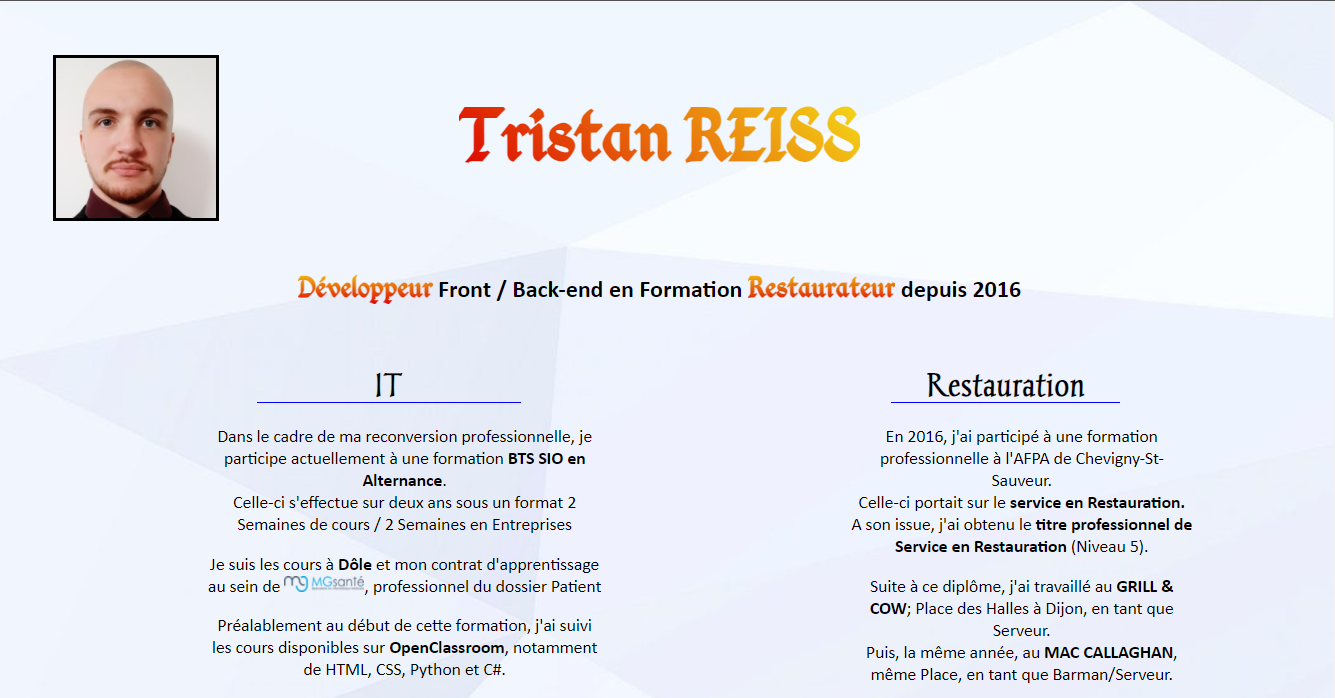 Tristan REISS
Développeur Front / Back-end en Formation Restaurateur depuis 2016
IT
Dans le cadre de ma reconversion professionnelle, je
participe actuellement à une formation BTS SIO en
Alternance.
Celle-ci s'effectue sur deux ans sous un format 2
Semaines de cours / 2 Semaines en Entreprises
Je suis les cours à Dôle et mon contrat d'apprentissage
au sein de MGsanté, professionnel du dossier Patient
Préalablement au début de cette formation, j'ai suivi
les cours disponibles sur OpenClassroom, notamment
de HTML, CSS, Python et C#.
Restauration
En 2016, j'ai participé à une formation
professionnelle à l'AFPA de Chevigny-St-
Sauveur.
Celle-ci portait sur le service en Restauration.
A son issue, j'ai obtenu le titre professionnel de
Service en Restauration (Niveau 5).
Suite à ce diplôme, j'ai travaillé au GRILL &
COW; Place des Halles à Dijon, en tant que
Serveur.
Puis, la même année, au MAC CALLAGHAN,
même Place, en tant que Barman/Serveur.